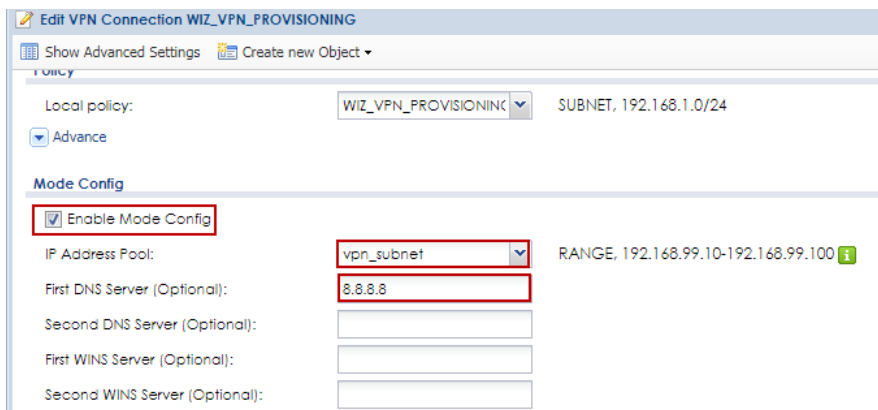 Edit VPN Connection WIZ_VPN_PROVISIONING
Show Advanced Settings Create new Object
Policy
Local policy: WIZ_VPN_PROVISIONING SUBNET, 192.168.1.0/24
Advance
Mode Config
Enable Mode Config
IP Address Pool: vpn_subnet RANGE, 192.168.99.10-192.168.99.100
First DNS Server (Optional): 8.8.8.8
Second DNS Server (Optional):
First WINS Server (Optional):
Second WINS Server (Optional):